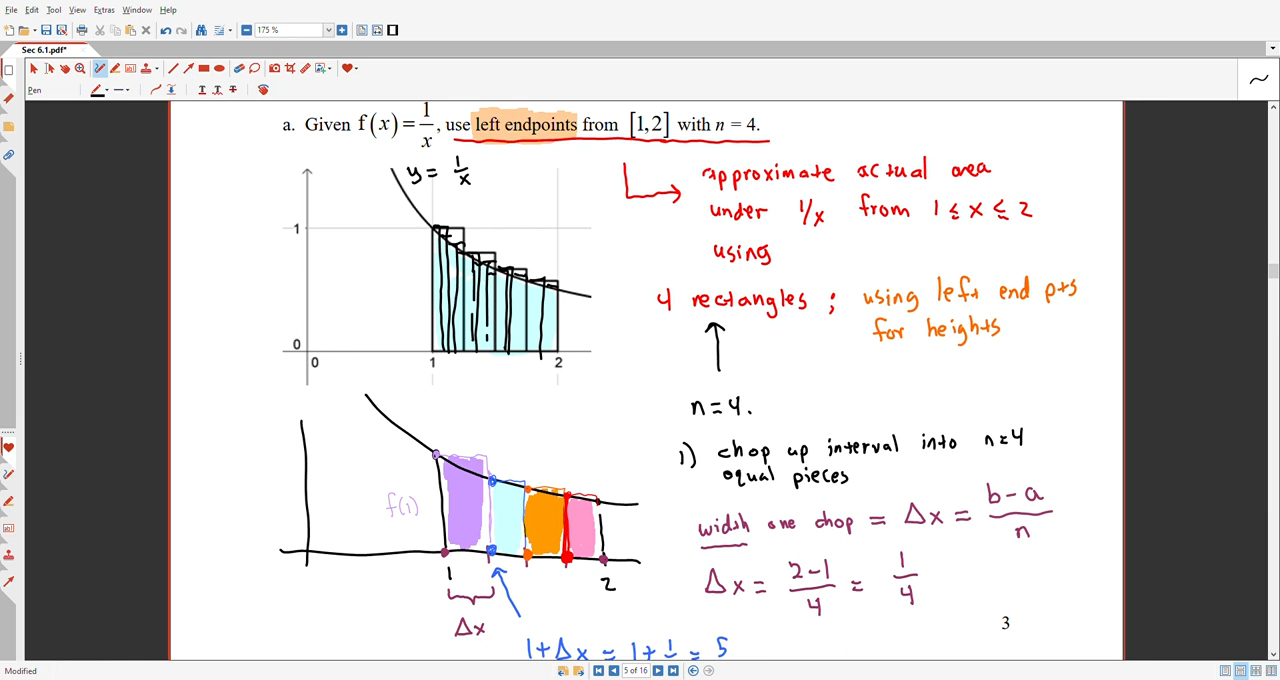 File Edit Tool View Extras Window Help
175 %
Sec 6.1.pdf*
Pen
a. Given f(x) = 1/x, use left endpoints from [1,2] with n = 4.
y = 1/x
1
0
0
1
2
approximate actual area
under 1/x from 1 ≤ x ≤ 2
using
4 rectangles ; using left end pts
for heights
n = 4.
1) chop up interval into n=4
equal pieces
width one chop = Δx = b-a/n
Δx = 2-1/4 = 1/4
f(1)
1
2
Δx
1+Δx = 1+1 = 5
3
Modified
5 of 16